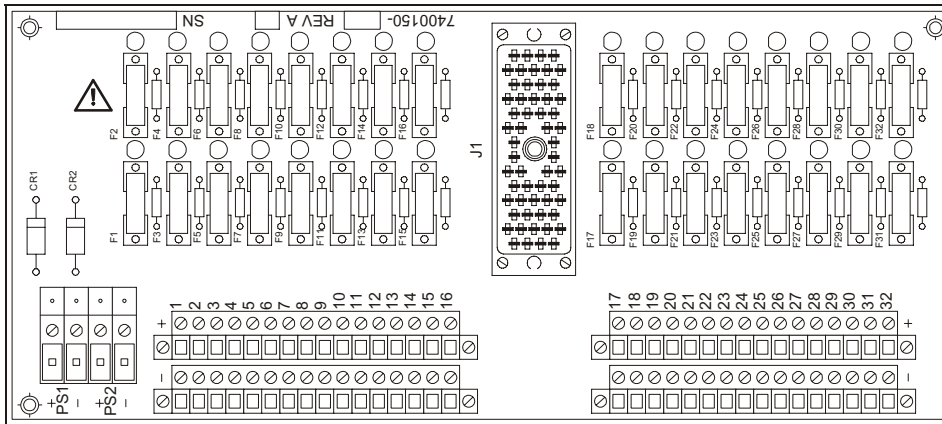 SN REV A 7400150-
F2 F4 F6 F8 F10 F12 F14 F16
J1
F18 F20 F22 F24 F26 F28 F30 F32
CR1 CR2
F1 F3 F5 F7 F9 F11 F13 F15
F17 F19 F21 F23 F25 F27 F29 F31
1 2 3 4 5 6 7 8 9 10 11 12 13 14 15 16
17 18 19 20 21 22 23 24 25 26 27 28 29 30 31 32
+ +
- -
+ - + -
PS1 PS2